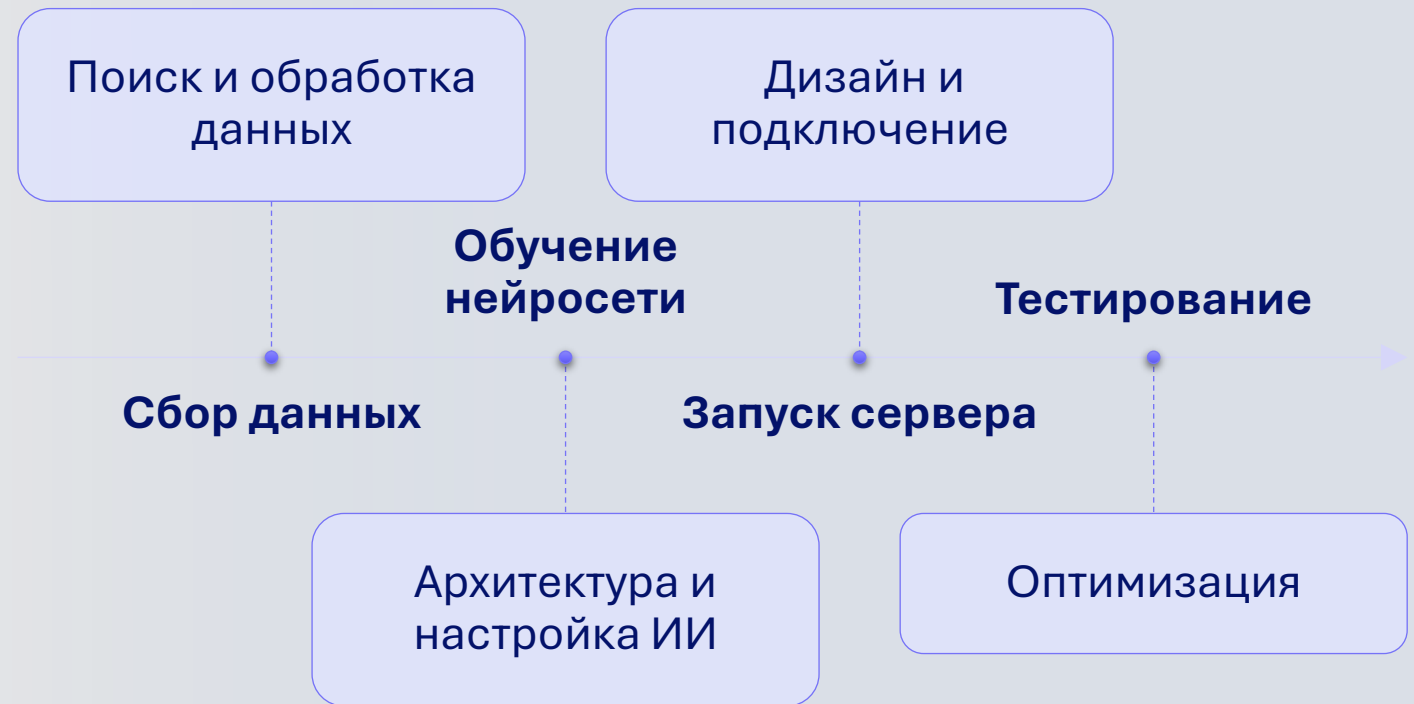 Поиск и обработка
данных
Дизайн и
подключение
Обучение
нейросети
Тестирование
Сбор данных
Запуск сервера
Архитектура и
настройка ИИ
Оптимизация